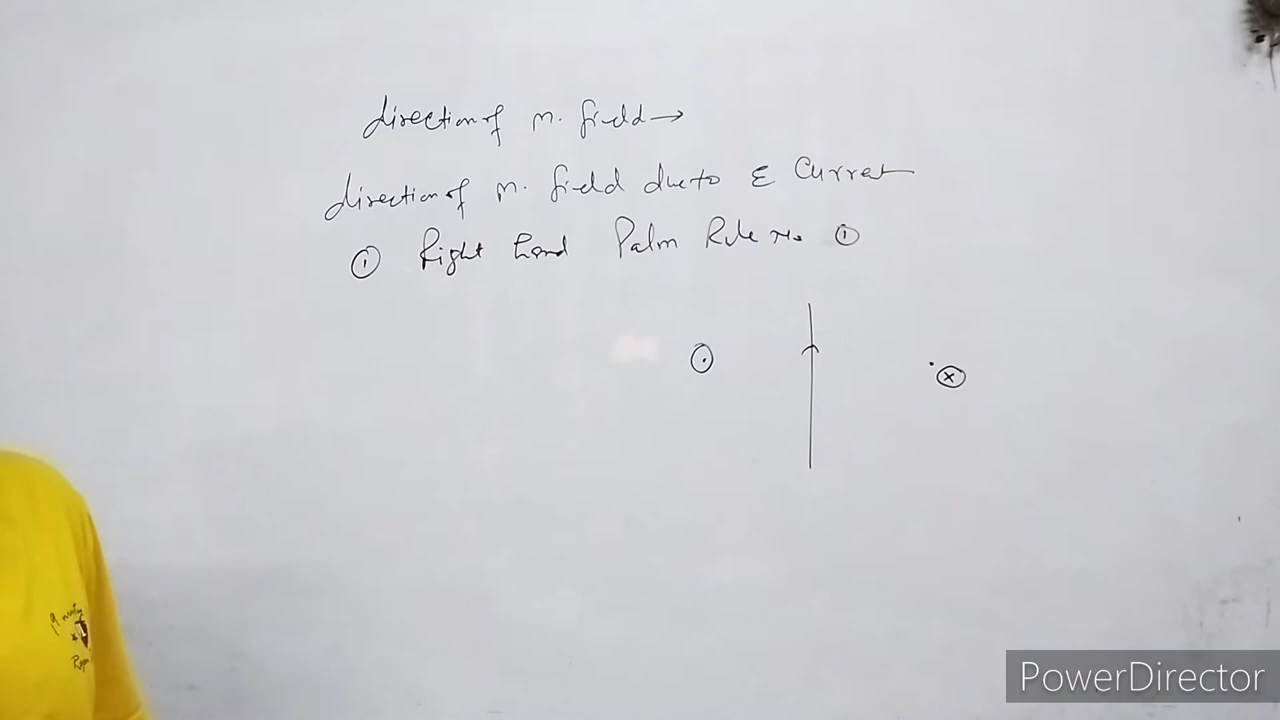 direction of m. field →
direction of m. field due to ε Current
① Right hand Palm Rule no ①
PowerDirector